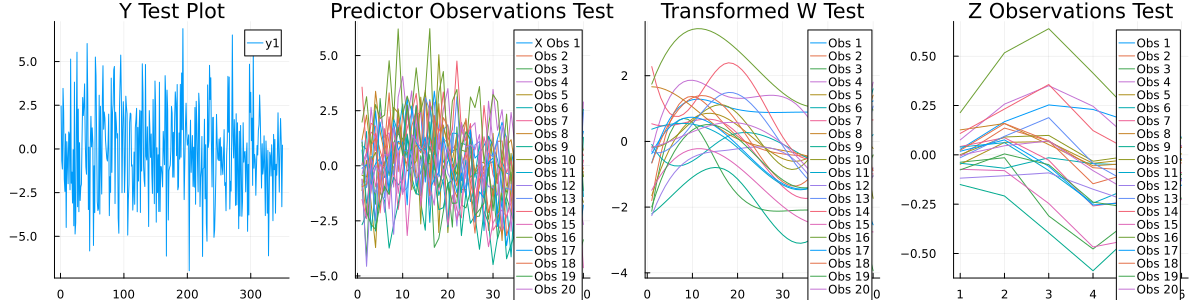 Y Test Plot
y1
5.0
2.5
0.0
−2.5
−5.0
0
100
200
300
Predictor Observations Test
X Obs 1
Obs 2
Obs 3
Obs 4
Obs 5
Obs 6
Obs 7
Obs 8
Obs 9
Obs 10
Obs 11
Obs 12
Obs 13
Obs 14
Obs 15
Obs 16
Obs 17
Obs 18
Obs 19
Obs 20
5.0
2.5
0.0
−2.5
−5.0
0
10
20
30
0
Transformed W Test
Obs 1
Obs 2
Obs 3
Obs 4
Obs 5
Obs 6
Obs 7
Obs 8
Obs 9
Obs 10
Obs 11
Obs 12
Obs 13
Obs 14
Obs 15
Obs 16
Obs 17
Obs 18
Obs 19
Obs 20
2
0
−2
−4
0
10
20
30
0
Z Observations Test
Obs 1
Obs 2
Obs 3
Obs 4
Obs 5
Obs 6
Obs 7
Obs 8
Obs 9
Obs 10
Obs 11
Obs 12
Obs 13
Obs 14
Obs 15
Obs 16
Obs 17
Obs 18
Obs 19
Obs 20
0.50
0.25
0.00
−0.25
−0.50
1
2
3
4